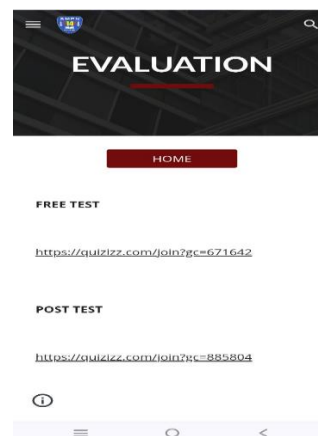 EVALUATION
HOME
FREE TEST
https://quizizz.com/join?gc=671642
POST TEST
https://quizizz.com/join?gc=885804